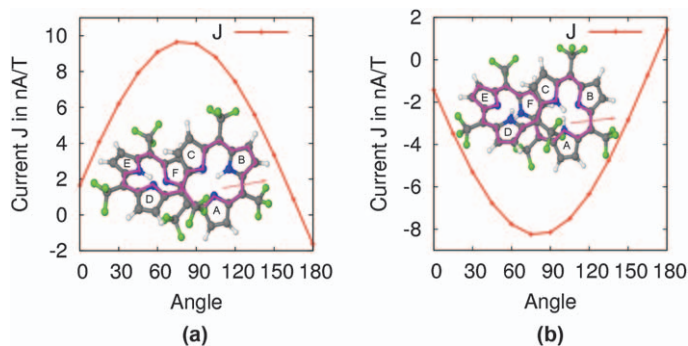 J
Current J in nA/T
10
8
6
4
2
0
-2
E
F
C
B
D
A
0 30 60 90 120 150 180
Angle
(a)
J
Current J in nA/T
2
0
-2
-4
-6
-8
E
F
C
B
D
A
0 30 60 90 120 150 180
Angle
(b)